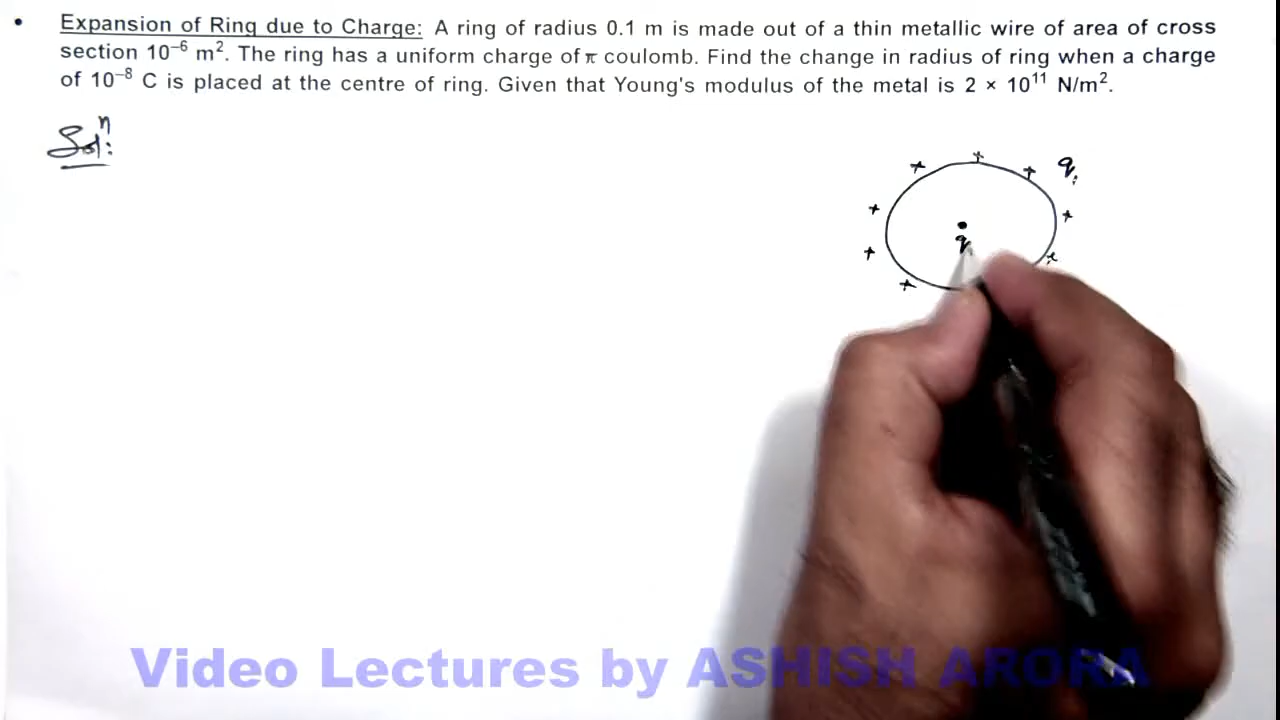 • Expansion of Ring due to Charge: A ring of radius 0.1 m is made out of a thin metallic wire of area of cross
section 10⁻⁶ m². The ring has a uniform charge of π coulomb. Find the change in radius of ring when a charge
of 10⁻⁸ C is placed at the centre of ring. Given that Young's modulus of the metal is 2 × 10¹¹ N/m².
Solⁿ:
q₁
q
Video Lectures by ASHISH ARORA